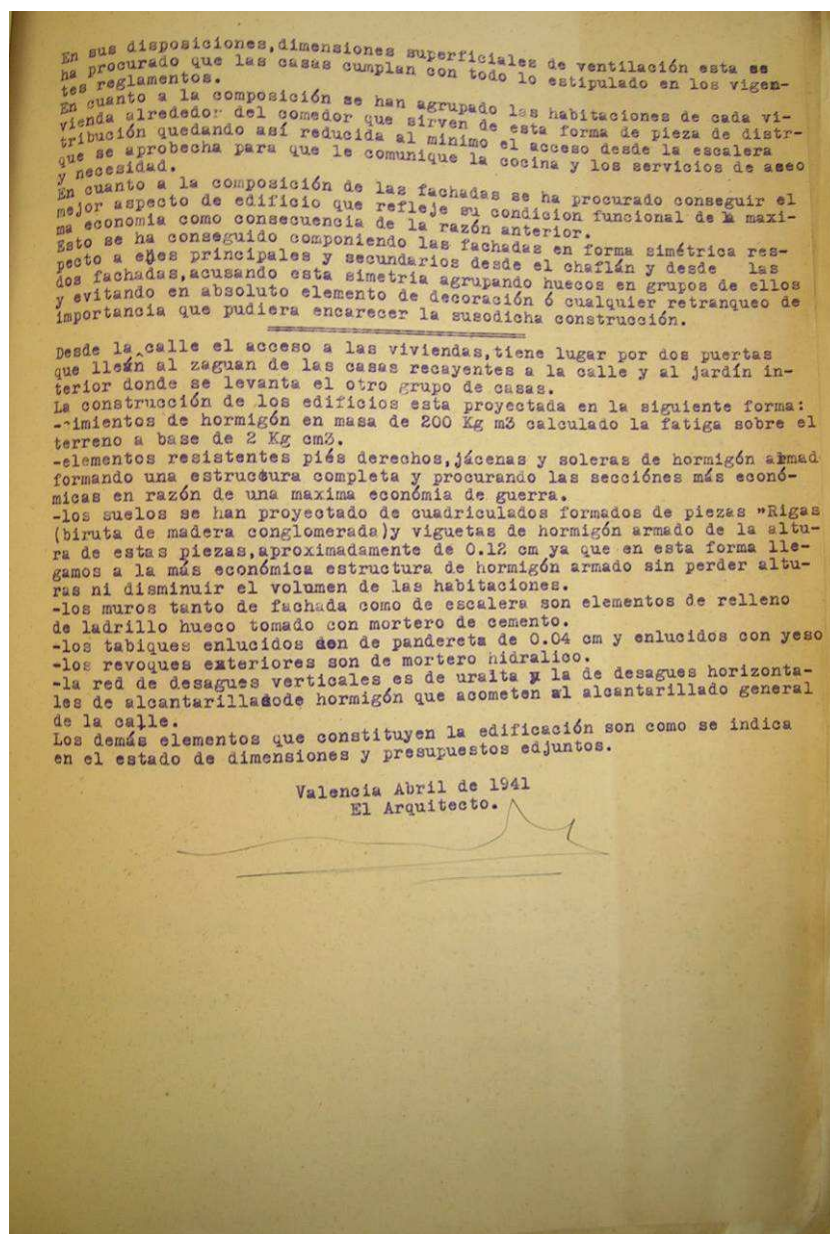 En sus disposiciones,dimensiones superficiales de ventilación esta se
ha procurado que las casas cumplan con todo lo estipulado en los vigen-
tes reglamentos.
En cuanto a la composición se han agrupado las habitaciones de cada vi-
vienda alrededor del comedor que sirven de esta forma de pieza de distr-
tribución quedando así reducida al minimo el acceso desde la escalera
que se aprobecha para que le comunique la cocina y los servicios de aseo
y necesidad.
En cuanto a la composición de las fachadas se ha procurado conseguir el
mejor aspecto de edificio que refleje su condicion funcional de la maxi-
ma economia como consecuencia de la razón anterior.
Esto se ha conseguido componiendo las fachadas en forma simétrica res-
pecto a ejes principales y secundarios desde el chaflán y desde las
dos fachadas,acusando esta simetria agrupando huecos en grupos de ellos
y evitando en absoluto elemento de decoración ó cualquier retranqueo de
importancia que pudiera encarecer la susodicha construcción.
Desde la calle el acceso a las viviendas,tiene lugar por dos puertas
que lleán al zaguan de las casas recayentes a la calle y al jardín in-
terior donde se levanta el otro grupo de casas.
La construcción de los edificios esta proyectada en la siguiente forma:
-cimientos de hormigón en masa de 200 Kg m3 calculado la fatiga sobre el
terreno a base de 2 Kg cm3.
-elementos resistentes piés derechos,jácenas y soleras de hormigón armad
formando una estructura completa y procurando las secciónes más econó-
micas en razón de una maxima económia de guerra.
-los suelos se han proyectado de cuadriculados formados de piezas "Rigas
(biruta de madera conglomerada)y viguetas de hormigón armado de la altu-
ra de estas piezas,aproximadamente de 0.12 cm ya que en esta forma lle-
gamos a la más económica estructura de hormigón armado sin perder altu-
ras ni disminuir el volumen de las habitaciones.
-los muros tanto de fachada como de escalera son elementos de relleno
de ladrillo hueco tomado con mortero de cemento.
-los tabiques enlucidos son de pandereta de 0.04 cm y enlucidos con yeso
-los revoques exteriores son de mortero hidralico.
-la red de desagues verticales es de uralta y la de desagues horizonta-
les de alcantarilladode hormigón que acometen al alcantarillado general
de la calle.
Los demás elementos que constituyen la edificación son como se indica
en el estado de dimensiones y presupuestos edjuntos.
Valencia Abril de 1941
El Arquitecto.